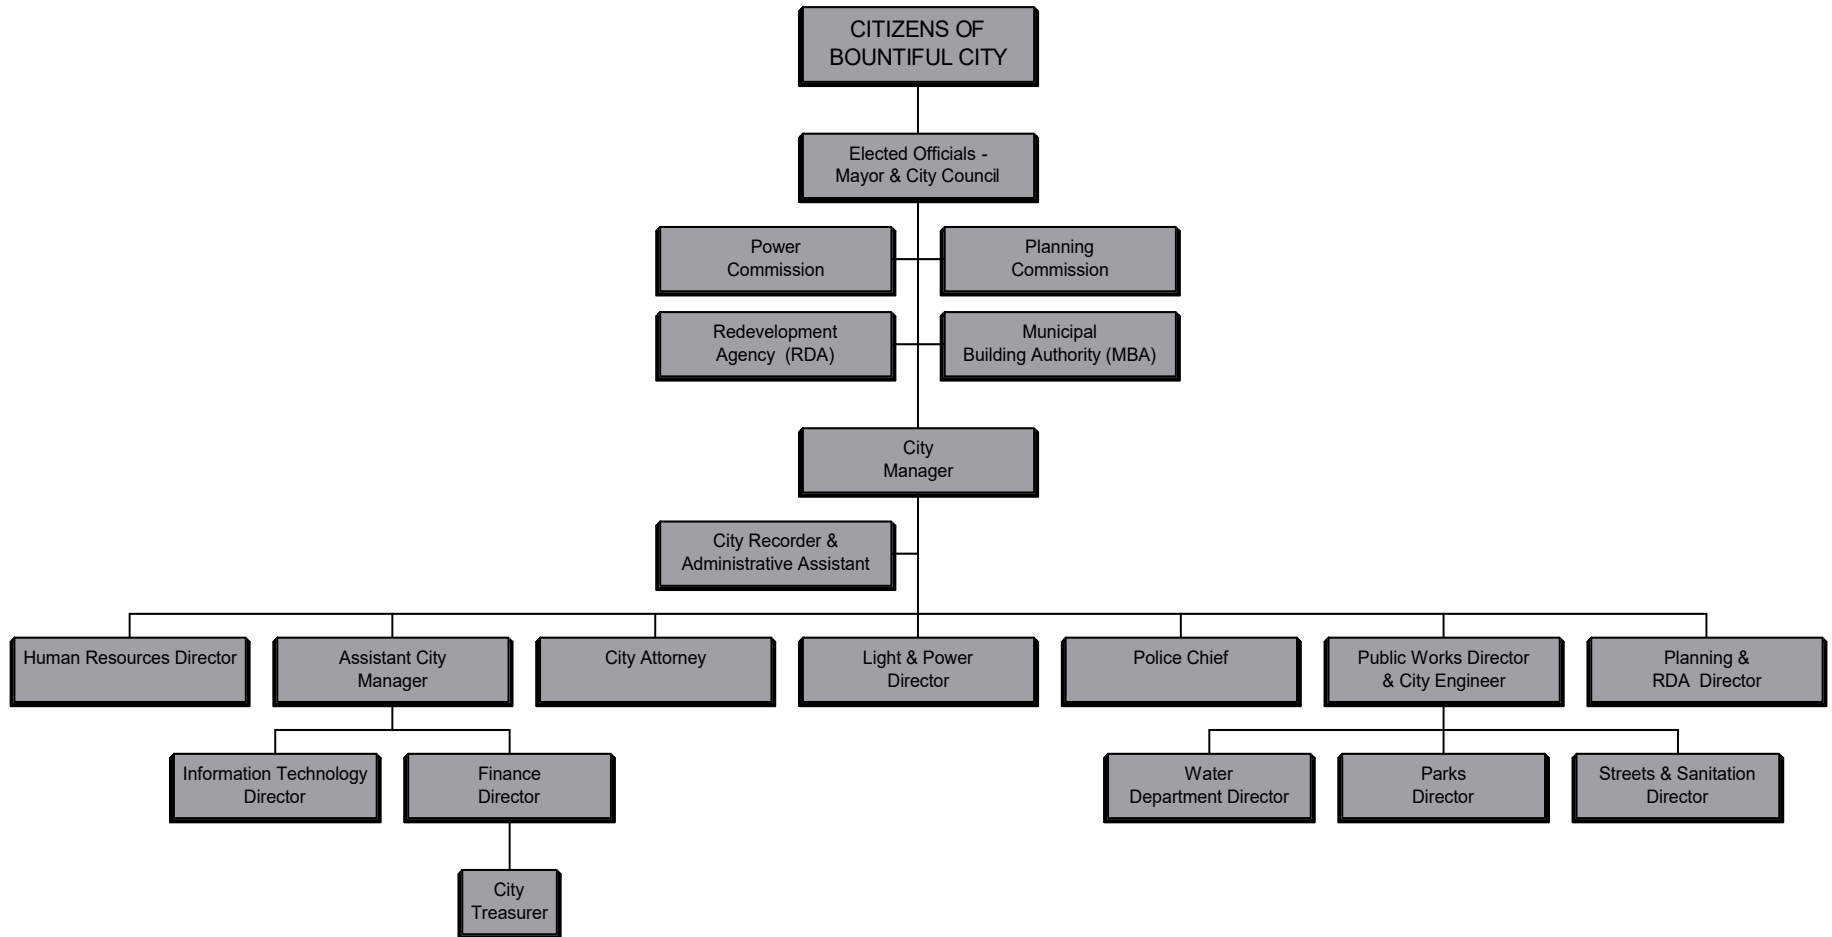 CITIZENS OF
BOUNTIFUL CITY
Elected Officials -
Mayor & City Council
Power
Commission
Planning
Commission
Redevelopment
Agency (RDA)
Municipal
Building Authority (MBA)
City
Manager
City Recorder &
Administrative Assistant
Human Resources Director
Assistant City
Manager
City Attorney
Light & Power
Director
Police Chief
Public Works Director
& City Engineer
Planning &
RDA Director
Information Technology
Director
Finance
Director
Water
Department Director
Parks
Director
Streets & Sanitation
Director
City
Treasurer